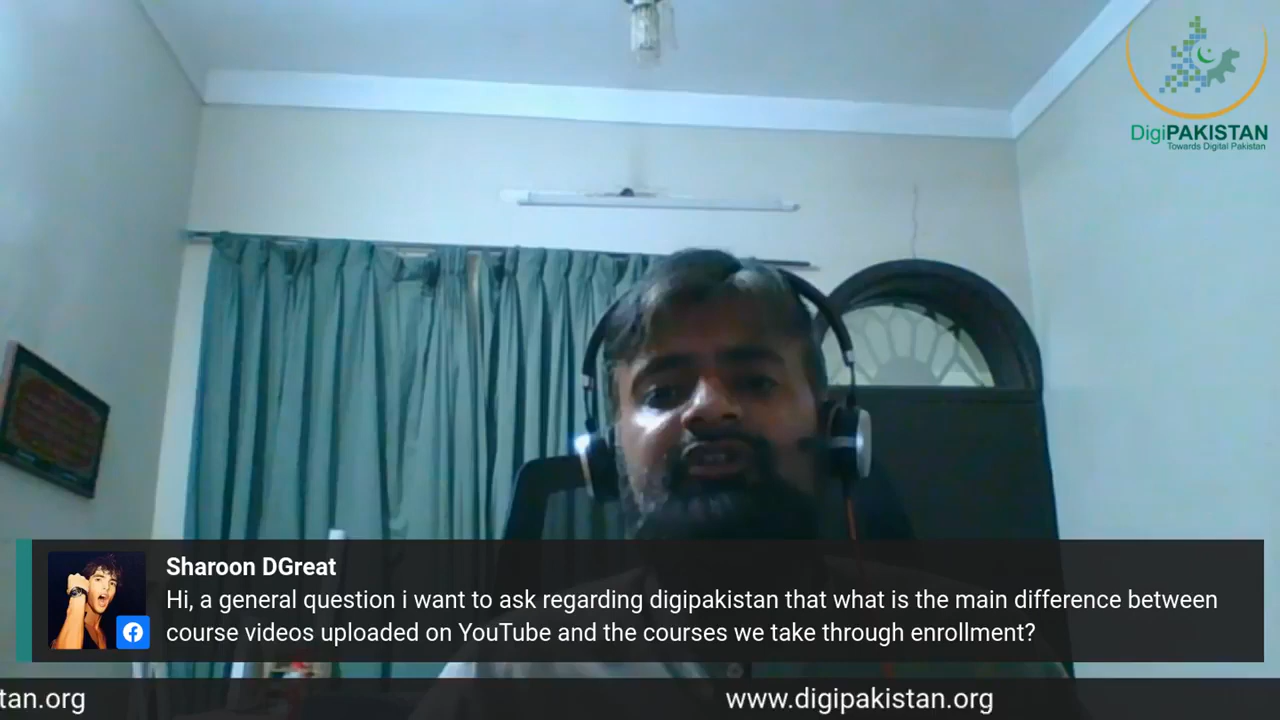 DigiPAKISTAN
Towards Digital Pakistan
Sharoon DGreat
Hi, a general question i want to ask regarding digipakistan that what is the main difference between
course videos uploaded on YouTube and the courses we take through enrollment?
tan.org
www.digipakistan.org